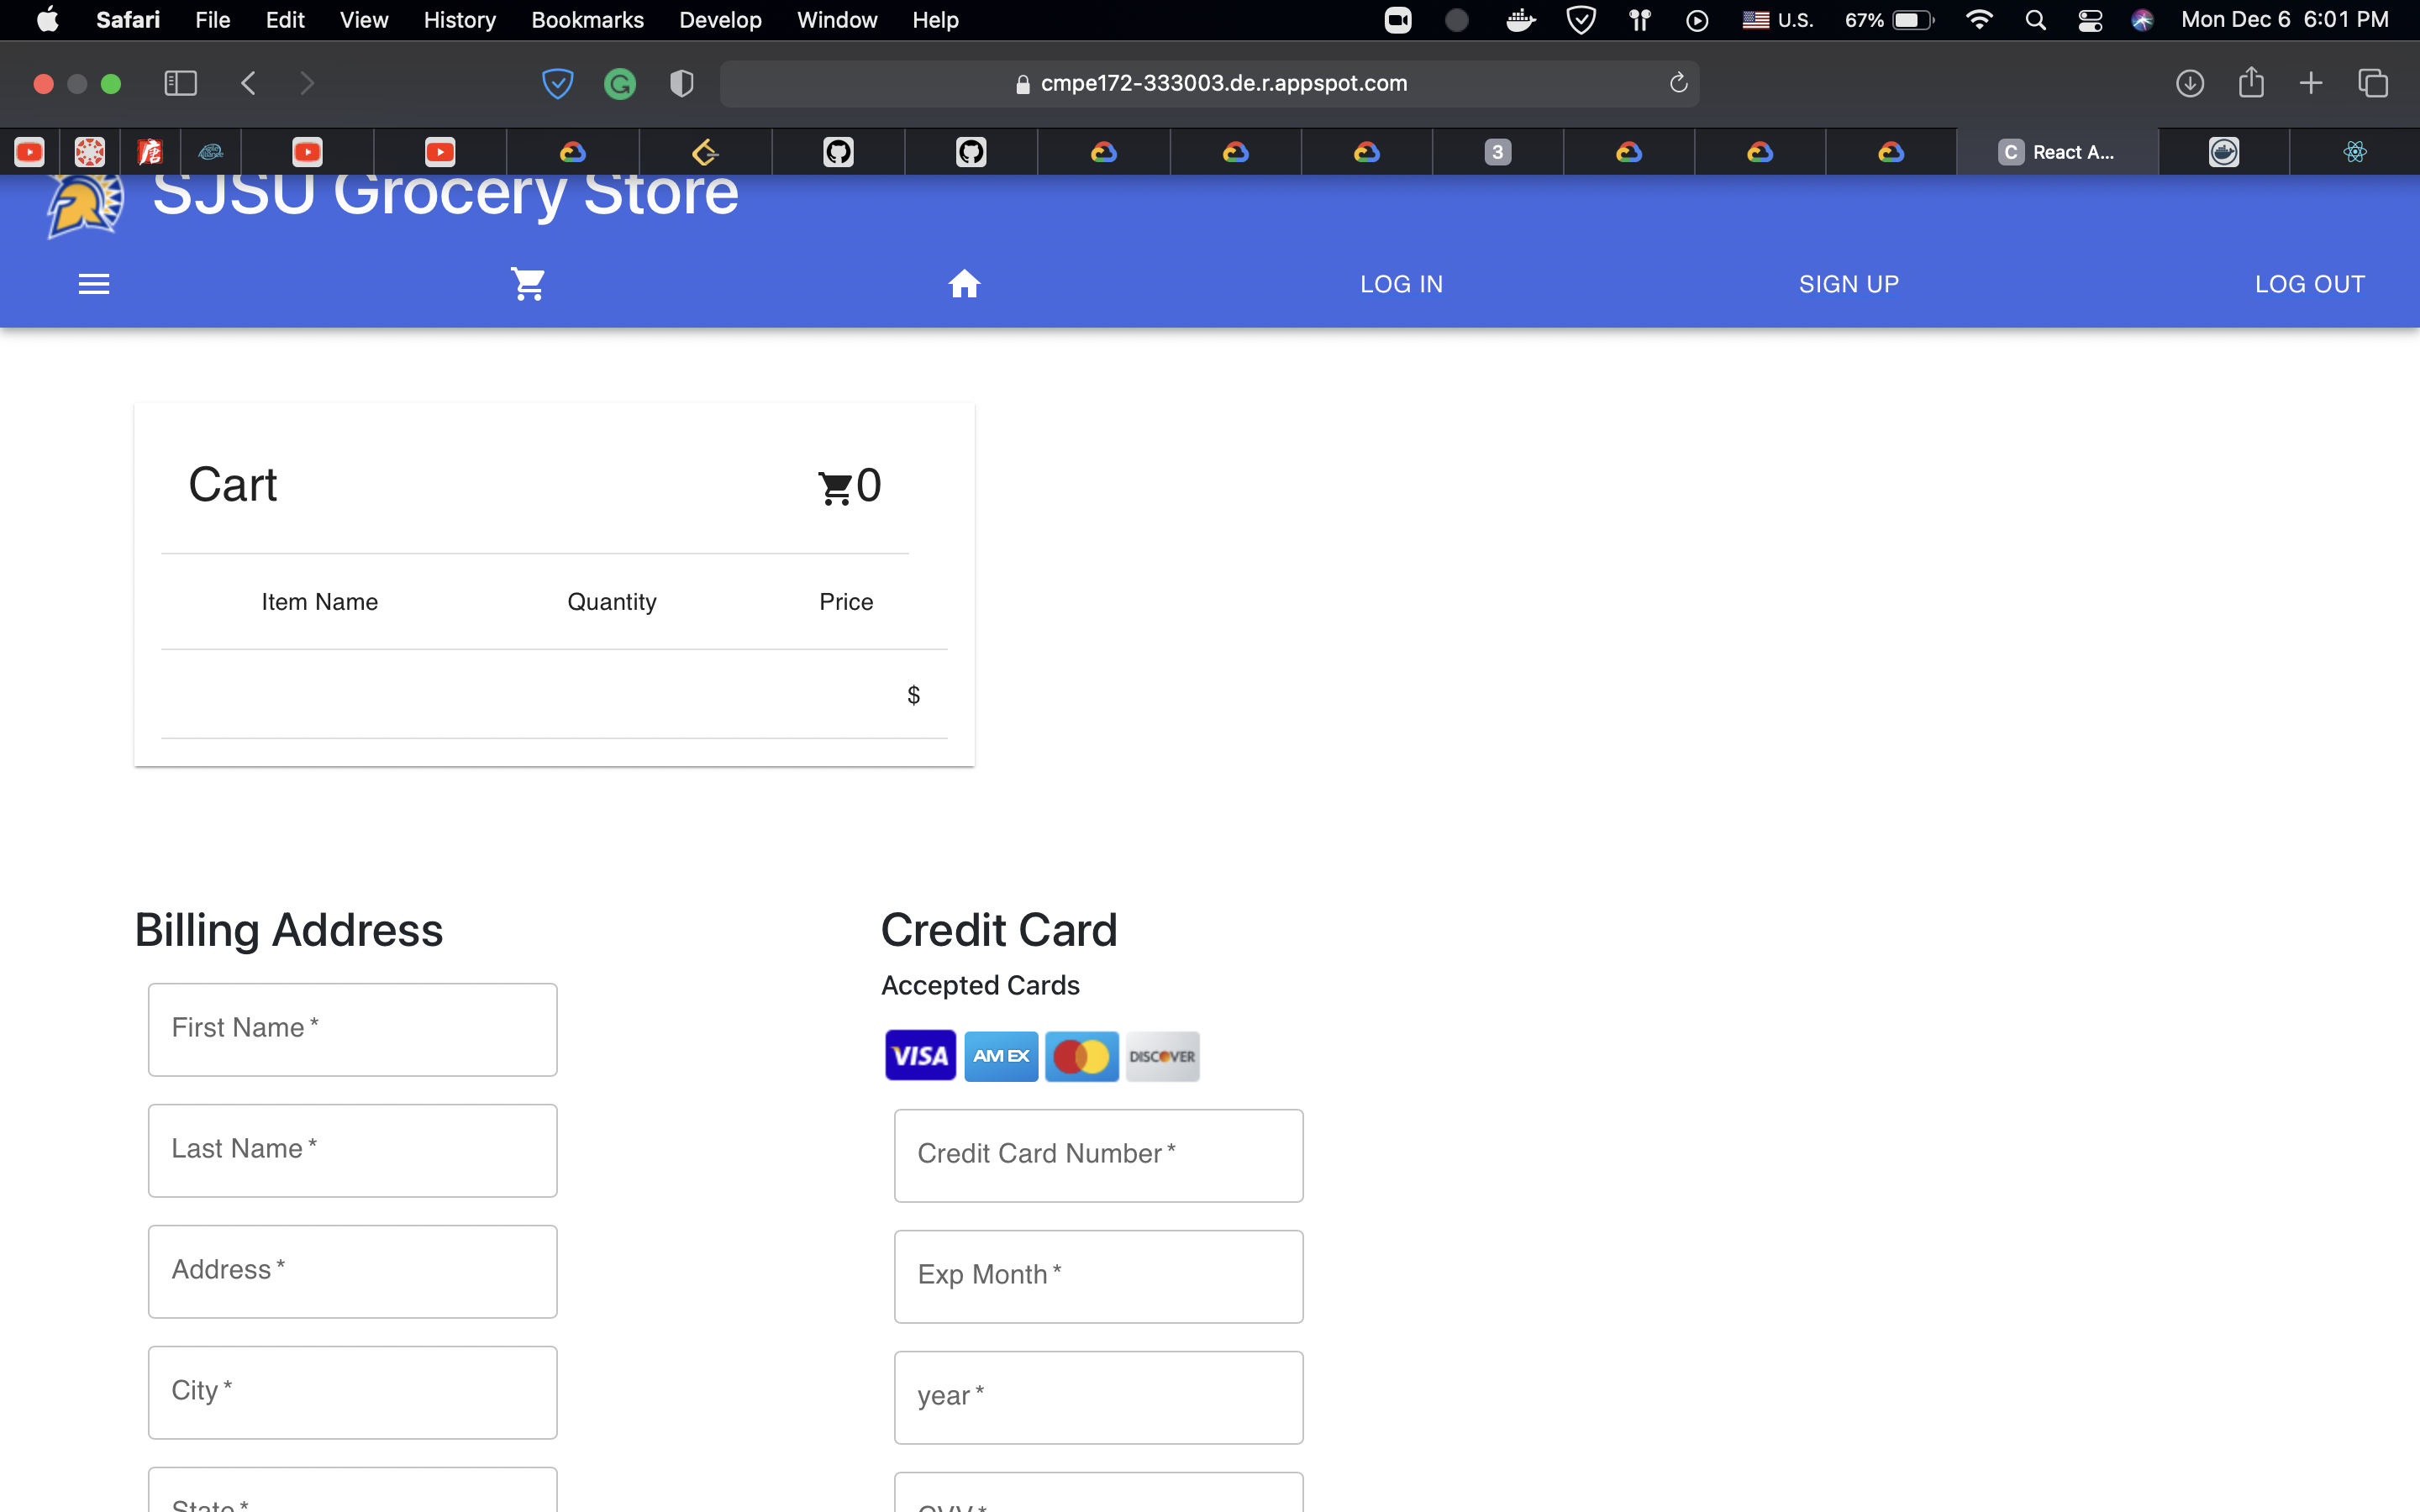 Safari File Edit View History Bookmarks Develop Window Help U.S. 67% Mon Dec 6 6:01 PM
cmpe172-333003.de.r.appspot.com
3 C React A...
SJSU Grocery Store
LOG IN SIGN UP LOG OUT
Cart 0
Item Name Quantity Price
$
Billing Address Credit Card
Accepted Cards
First Name *
VISA AM EX DISCOVER
Last Name *
Credit Card Number *
Address *
Exp Month *
City *
year *
State *
CVV *